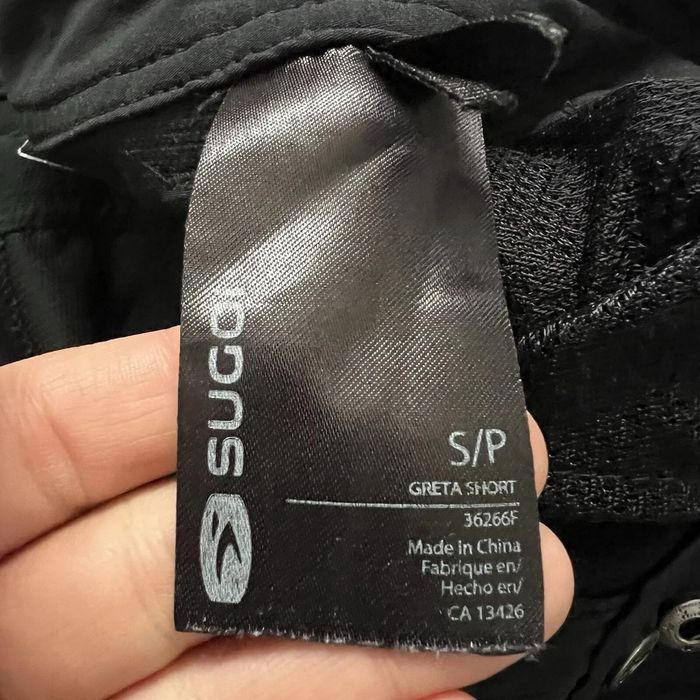 SUGOI
S/P
GRETA SHORT
36266F
Made in China
Fabrique en/
Hecho en/
CA 13426